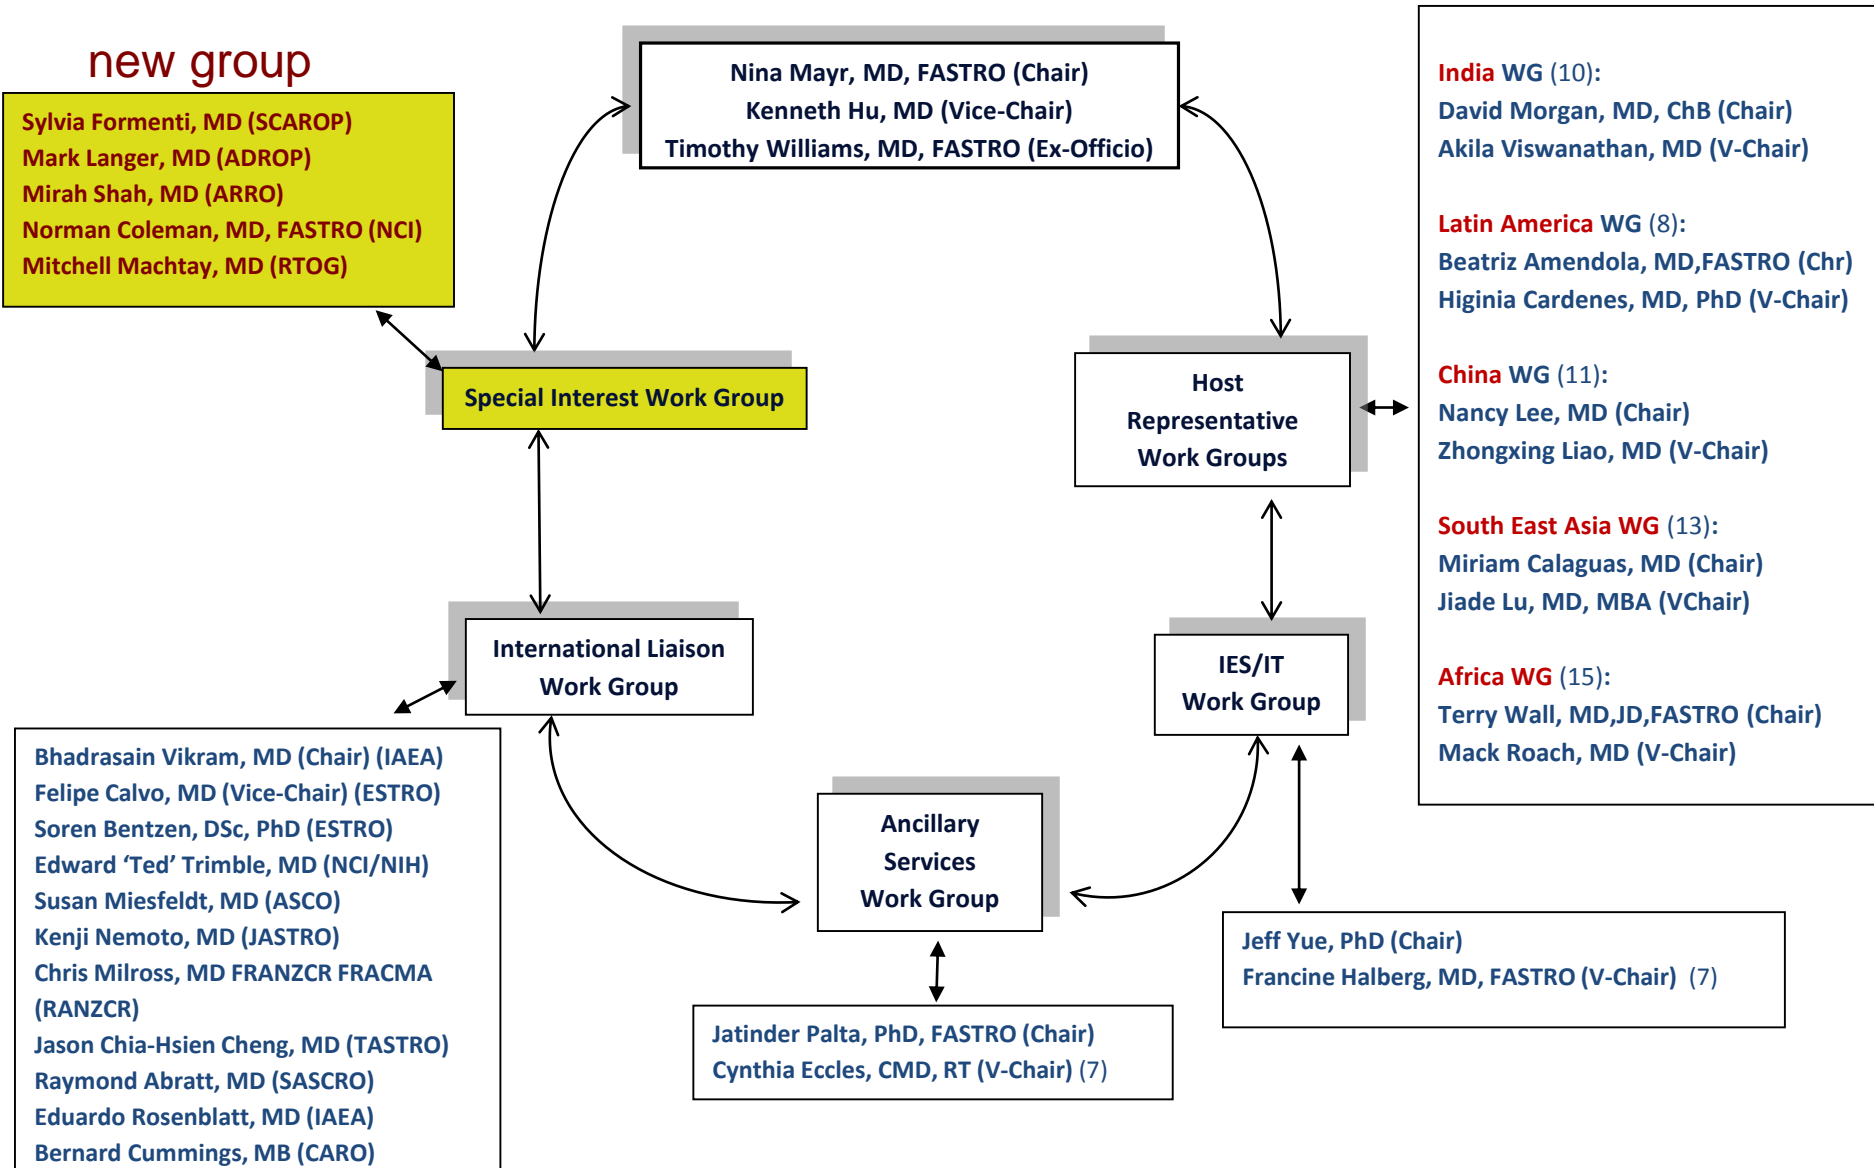 new group
Sylvia Formenti, MD (SCAROP)
Mark Langer, MD (ADROP)
Mirah Shah, MD (ARRO)
Norman Coleman, MD, FASTRO (NCI)
Mitchell Machtay, MD (RTOG)
Nina Mayr, MD, FASTRO (Chair)
Kenneth Hu, MD (Vice-Chair)
Timothy Williams, MD, FASTRO (Ex-Officio)
India WG (10):
David Morgan, MD, ChB (Chair)
Akila Viswanathan, MD (V-Chair)
Latin America WG (8):
Beatriz Amendola, MD,FASTRO (Chr)
Higinia Cardenes, MD, PhD (V-Chair)
China WG (11):
Nancy Lee, MD (Chair)
Zhongxing Liao, MD (V-Chair)
South East Asia WG (13):
Miriam Calaguas, MD (Chair)
Jiade Lu, MD, MBA (VChair)
Africa WG (15):
Terry Wall, MD,JD,FASTRO (Chair)
Mack Roach, MD (V-Chair)
Special Interest Work Group
Host
Representative
Work Groups
International Liaison
Work Group
IES/IT
Work Group
Bhadrasain Vikram, MD (Chair) (IAEA)
Felipe Calvo, MD (Vice-Chair) (ESTRO)
Soren Bentzen, DSc, PhD (ESTRO)
Edward ‘Ted’ Trimble, MD (NCI/NIH)
Susan Miesfeldt, MD (ASCO)
Kenji Nemoto, MD (JASTRO)
Chris Milross, MD FRANZCR FRACMA
(RANZCR)
Jason Chia-Hsien Cheng, MD (TASTRO)
Raymond Abratt, MD (SASCRO)
Eduardo Rosenblatt, MD (IAEA)
Bernard Cummings, MB (CARO)
Ancillary
Services
Work Group
Jatinder Palta, PhD, FASTRO (Chair)
Cynthia Eccles, CMD, RT (V-Chair) (7)
Jeff Yue, PhD (Chair)
Francine Halberg, MD, FASTRO (V-Chair) (7)